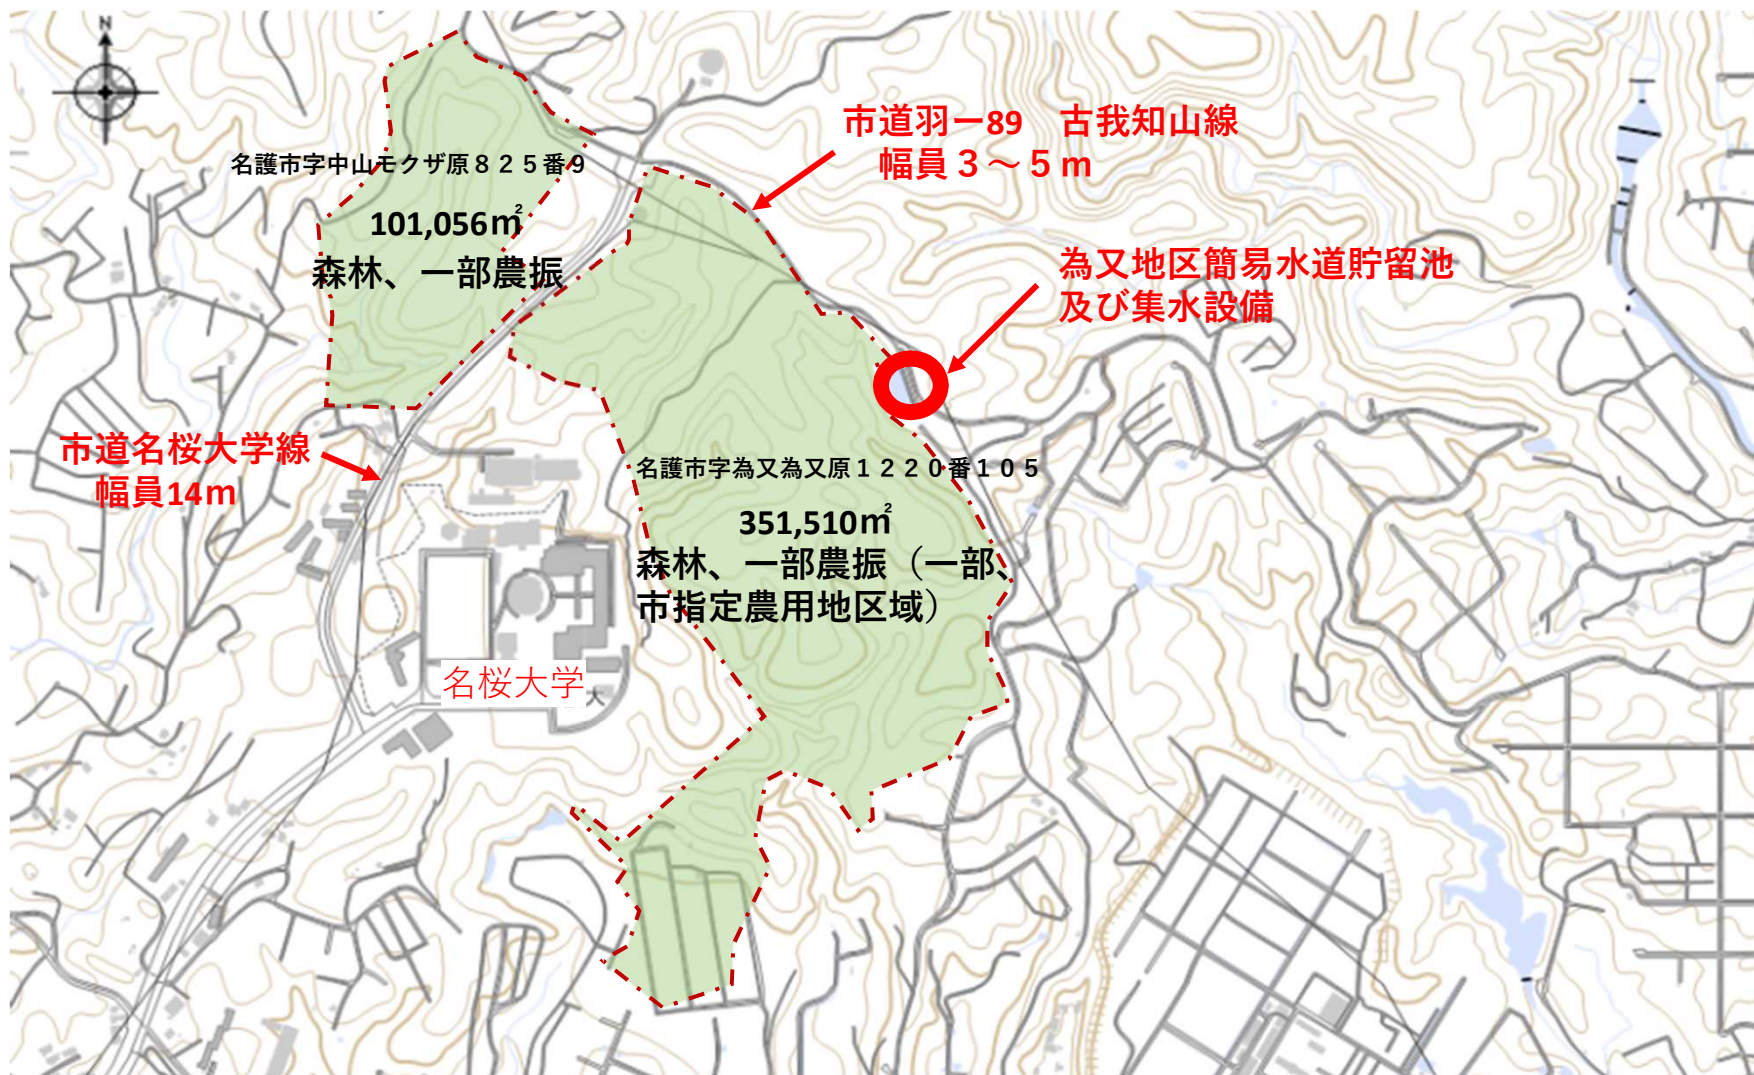 N
市道羽ー89　古我知山線
幅員３～５ｍ
名護市字中山モクザ原８２５番９
101,056㎡
森林、一部農振
為又地区簡易水道貯留池
及び集水設備
市道名桜大学線
幅員14ｍ
名護市字為又為又原１２２０番１０５
351,510㎡
森林、一部農振（一部、
市指定農用地区域）
名桜大学
大